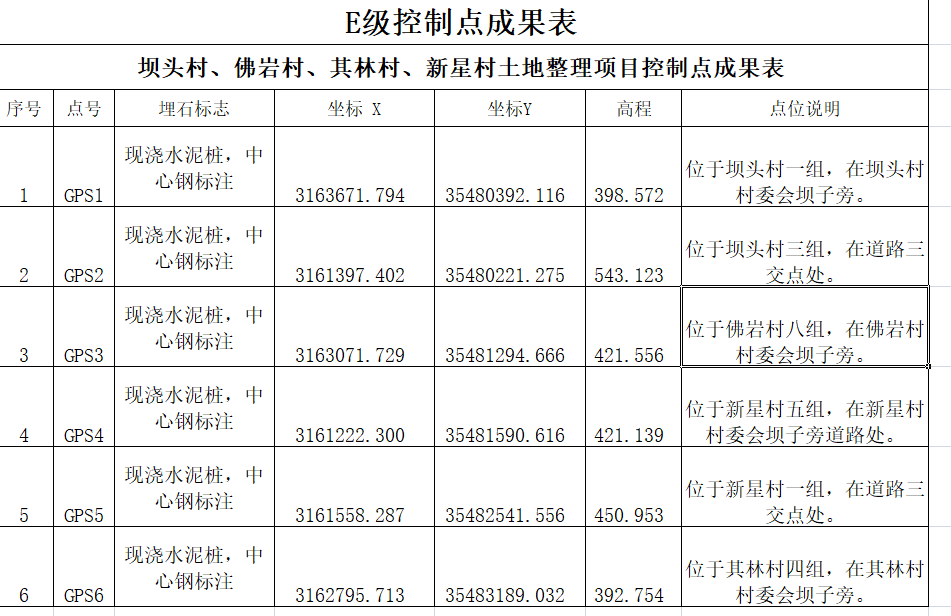 E级控制点成果表
坝头村、佛岩村、其林村、新星村土地整理项目控制点成果表
序号 点号 埋石标志 坐标 X 坐标Y 高程 点位说明
现浇水泥桩，中
心钢标注
1 GPS1 3163671.794 35480392.116 398.572
位于坝头村一组，在坝头村
村委会坝子旁。
现浇水泥桩，中
心钢标注
2 GPS2 3161397.402 35480221.275 543.123
位于坝头村三组，在道路三
交点处。
现浇水泥桩，中
心钢标注
3 GPS3 3163071.729 35481294.666 421.556
位于佛岩村八组，在佛岩村
村委会坝子旁。
现浇水泥桩，中
心钢标注
4 GPS4 3161222.300 35481590.616 421.139
位于新星村五组，在新星村
村委会坝子旁道路处。
现浇水泥桩，中
心钢标注
5 GPS5 3161558.287 35482541.556 450.953
位于新星村一组，在道路三
交点处。
现浇水泥桩，中
心钢标注
6 GPS6 3162795.713 35483189.032 392.754
位于其林村四组，在其林村
村委会坝子旁。